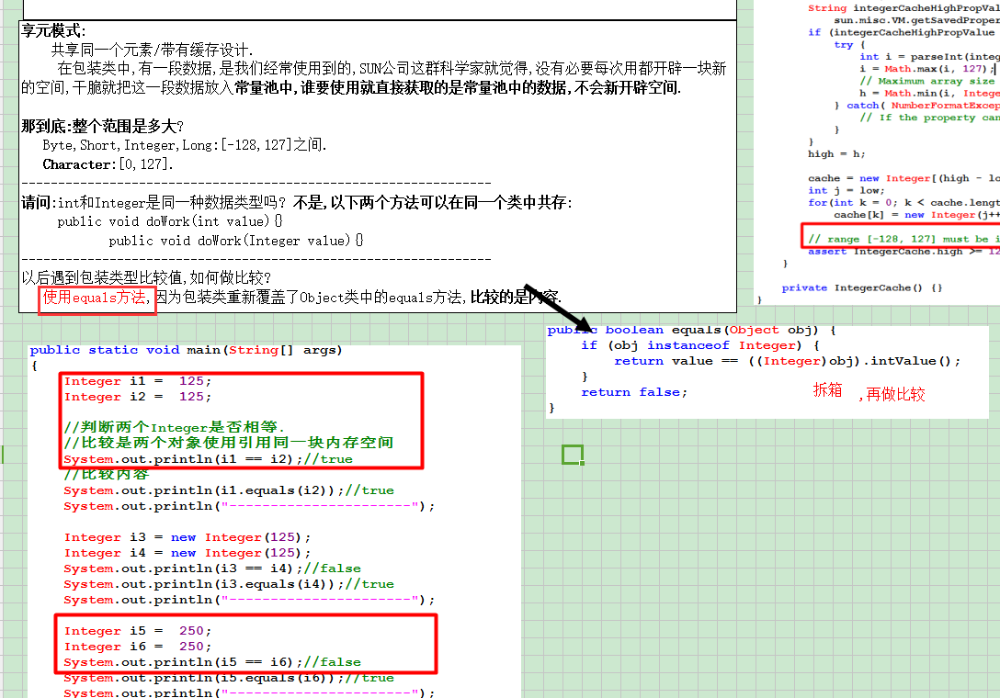 享元模式:
共享同一个元素/带有缓存设计.
在包装类中,有一段数据,是我们经常使用到的,SUN公司这群科学家就觉得,没有必要每次用都开辟一块新
的空间,干脆就把这一段数据放入常量池中,谁要使用就直接获取的是常量池中的数据,不会新开辟空间.
那到底:整个范围是多大?
Byte,Short,Integer,Long:[-128,127]之间.
Character:[0,127].
----------------------------------------------------------
请问:int和Integer是同一种数据类型吗? 不是,以下两个方法可以在同一个类中共存:
public void doWork(int value){}
public void doWork(Integer value){}
----------------------------------------------------------
以后遇到包装类型比较值,如何做比较?
使用equals方法,因为包装类重新覆盖了Object类中的equals方法,比较的是内容.
String integerCacheHighPropVal
sun.misc.VM.getSavedProper
if (integerCacheHighPropValue
try {
int i = parseInt(integ
i = Math.max(i, 127);
// Maximum array size
h = Math.min(i, Intege
} catch( NumberFormatExcep
// If the property can
}
}
high = h;
cache = new Integer[(high - lo
int j = low;
for(int k = 0; k < cache.length
cache[k] = new Integer(j++
// range [-128, 127] must be i
assert IntegerCache.high >= 12
}
private IntegerCache() {}
}
public boolean equals(Object obj) {
if (obj instanceof Integer) {
return value == ((Integer)obj).intValue();
}
return false;
}
拆箱 ,再做比较
public static void main(String[] args)
{
Integer i1 = 125;
Integer i2 = 125;
//判断两个Integer是否相等.
//比较是两个对象使用引用同一块内存空间
System.out.println(i1 == i2);//true
//比较内容
System.out.println(i1.equals(i2));//true
System.out.println("----------------------");
Integer i3 = new Integer(125);
Integer i4 = new Integer(125);
System.out.println(i3 == i4);//false
System.out.println(i3.equals(i4));//true
System.out.println("----------------------");
Integer i5 = 250;
Integer i6 = 250;
System.out.println(i5 == i6);//false
System.out.println(i5.equals(i6));//true
System.out.println("----------------------");